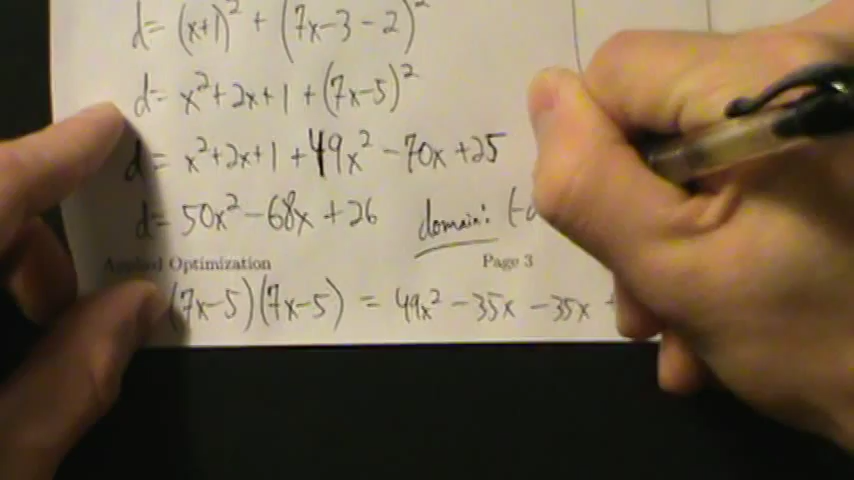 d = (x+1)² + (7x-3-2)²
d = x²+2x+1 + (7x-5)²
d = x²+2x+1 + 49x² - 70x + 25
d = 50x² - 68x + 26 domain: (-
Applied Optimization Page 3
(7x-5)(7x-5) = 49x² - 35x - 35x +